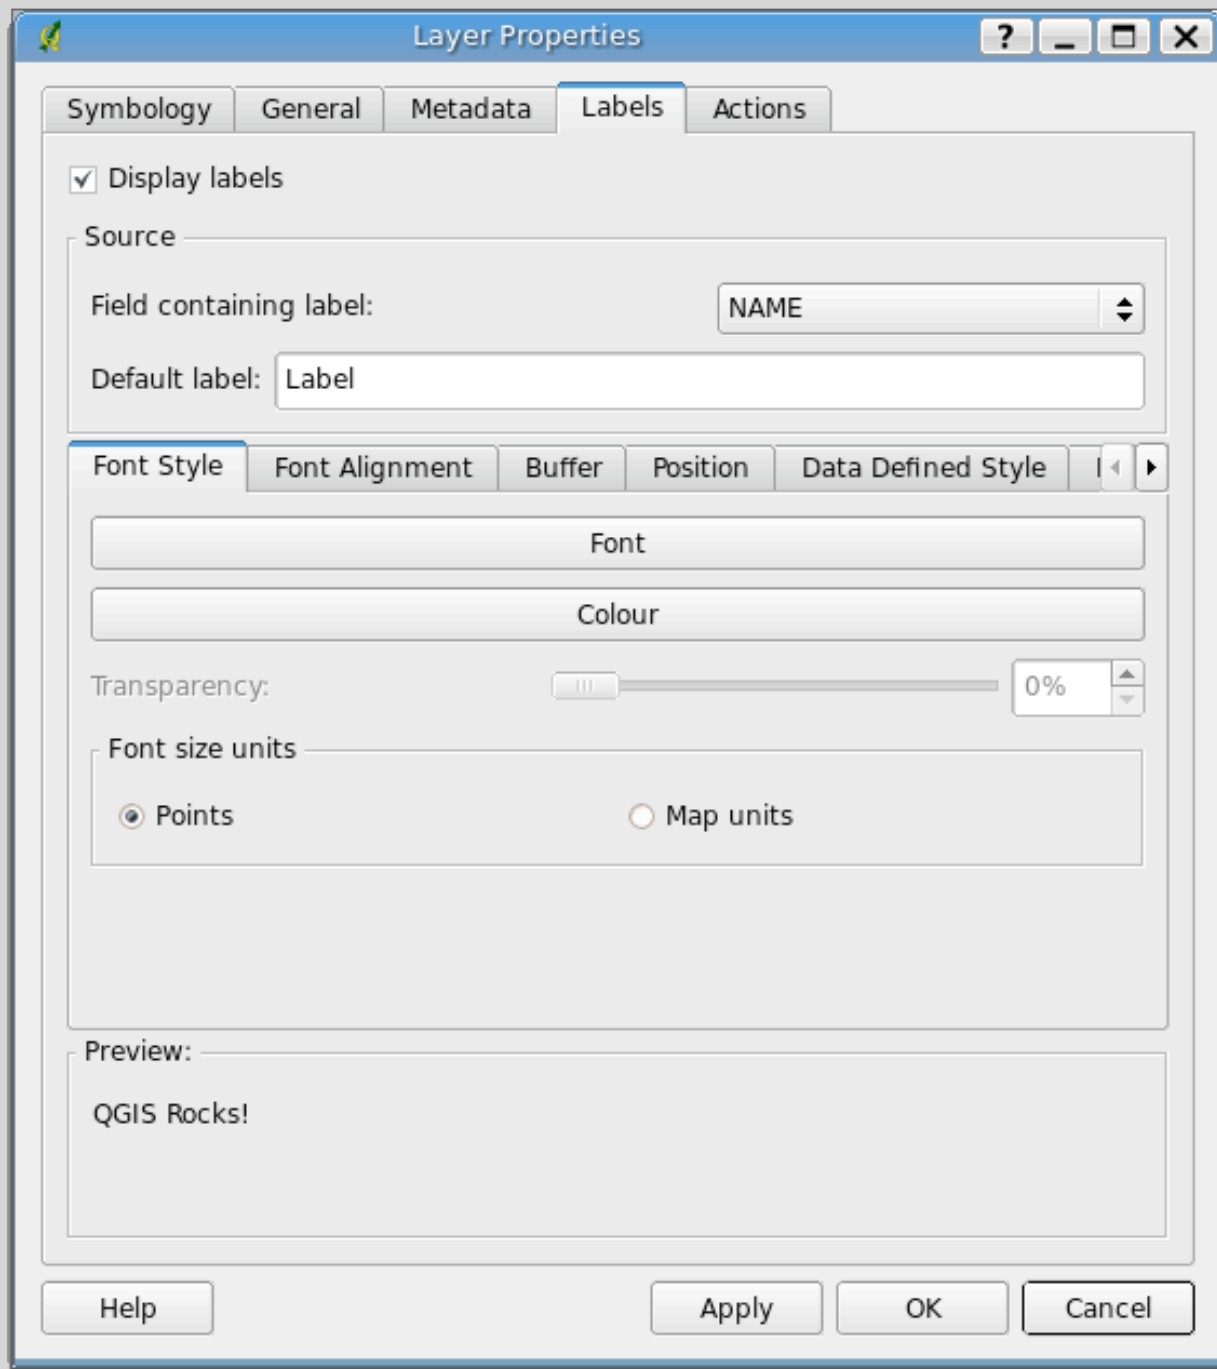 Layer Properties
Symbology General Metadata Labels Actions
Display labels
Source
Field containing label: NAME
Default label: Label
Font Style Font Alignment Buffer Position Data Defined Style
Font
Colour
Transparency: 0%
Font size units
Points Map units
Preview:
QGIS Rocks!
Help Apply OK Cancel